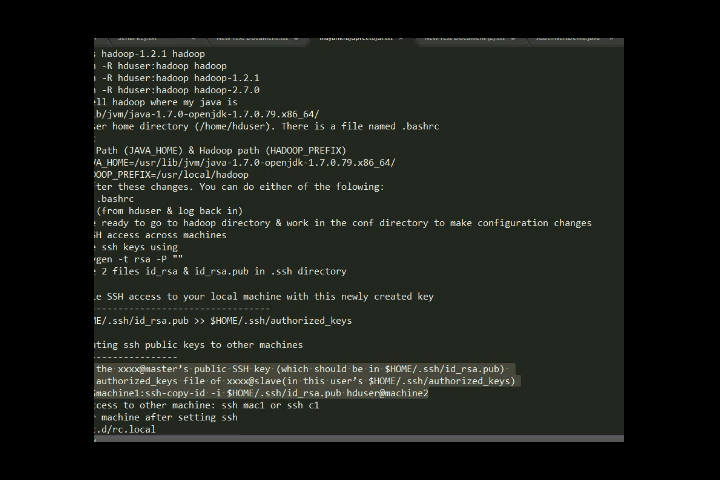 hadoop-1.2.1 hadoop
-R hduser:hadoop hadoop
-R hduser:hadoop hadoop-1.2.1
-R hduser:hadoop hadoop-2.7.0
ell hadoop where my java is
ib/jvm/java-1.7.0-openjdk-1.7.0.79.x86_64/
ser home directory (/home/hduser). There is a file named .bashrc
Path (JAVA_HOME) & Hadoop path (HADOOP_PREFIX)
VA_HOME=/usr/lib/jvm/java-1.7.0-openjdk-1.7.0.79.x86_64/
DOOP_PREFIX=/usr/local/hadoop
fter these changes. You can do either of the folowing:
.bashrc
(from hduser & log back in)
e ready to go to hadoop directory & work in the conf directory to make configuration changes
SH access across machines
e ssh keys using
ygen -t rsa -P ""
e 2 files id_rsa & id_rsa.pub in .ssh directory
le SSH access to your local machine with this newly created key
-----------------------------------
ME/.ssh/id_rsa.pub >> $HOME/.ssh/authorized_keys
uting ssh public keys to other machines
-----------------
the xxxx@master's public SSH key (which should be in $HOME/.ssh/id_rsa.pub)
authorized_keys file of xxxx@slave(in this user's $HOME/.ssh/authorized_keys)
machine1:ssh-copy-id -i $HOME/.ssh/id_rsa.pub hduser@machine2
ccess to other machine: ssh mac1 or ssh c1
r machine after setting ssh
c.d/rc.local